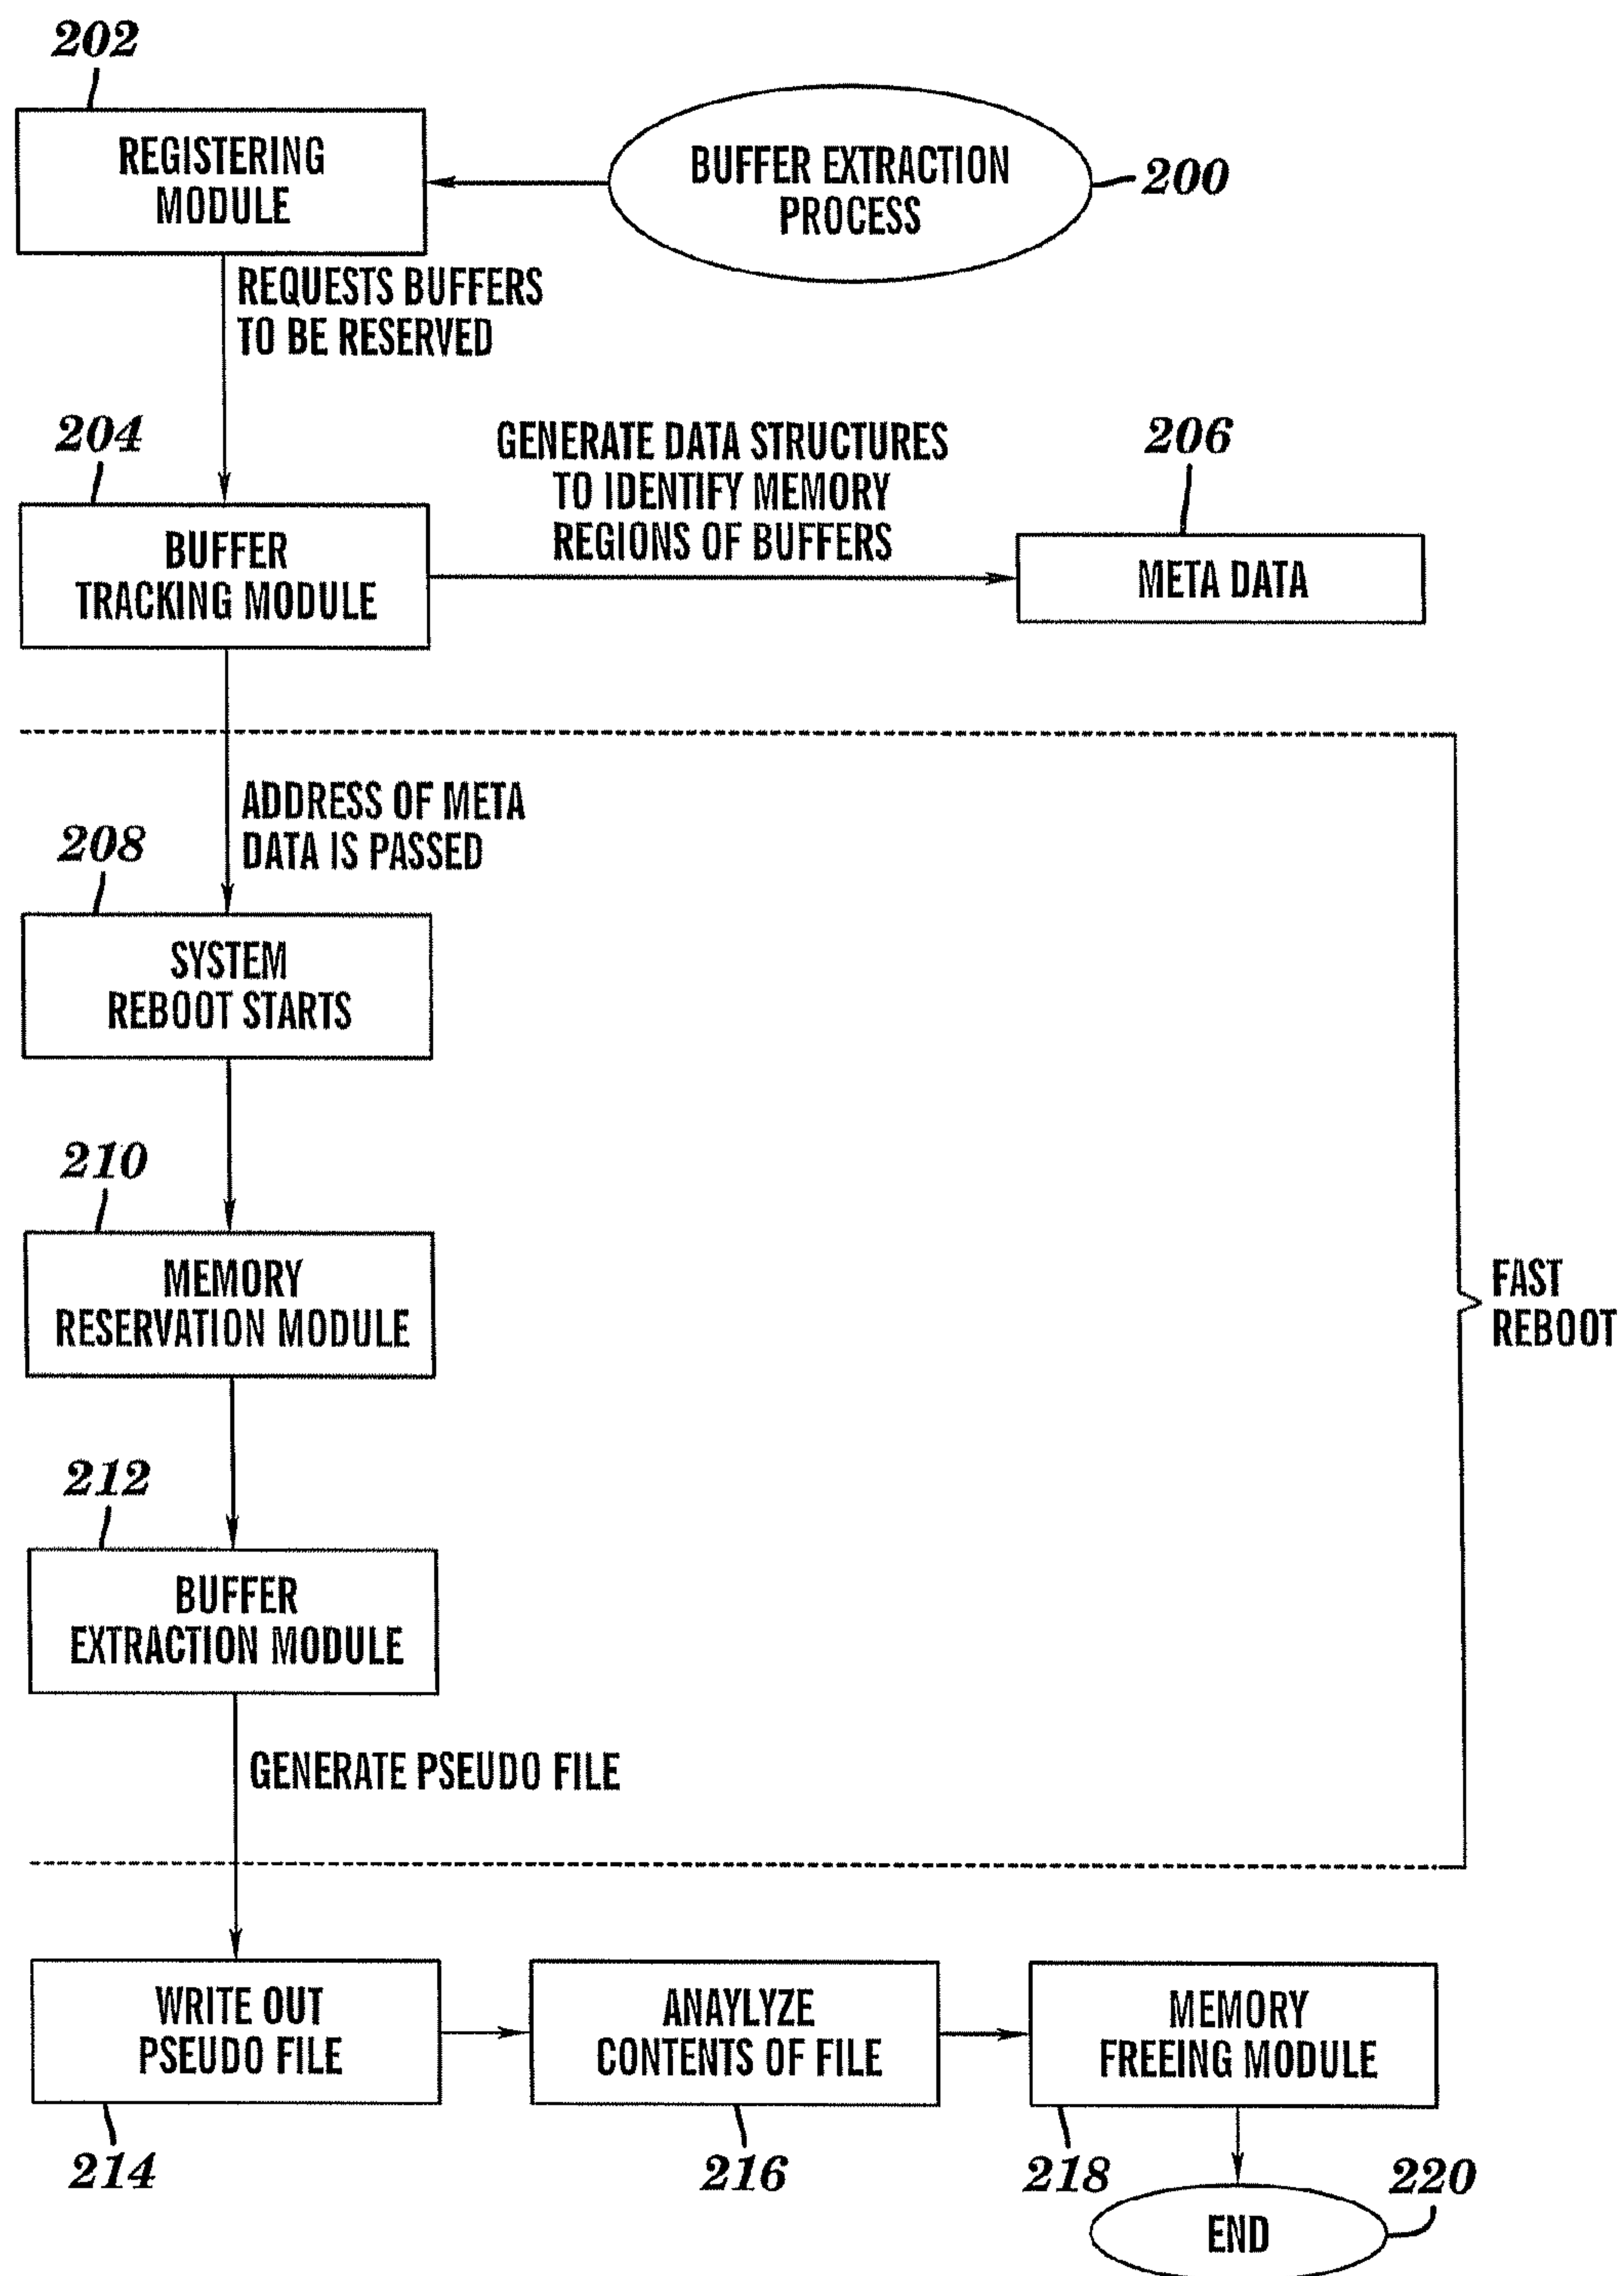 202
REGISTERING
MODULE
BUFFER EXTRACTION
PROCESS
200
REQUESTS BUFFERS
TO BE RESERVED
204
BUFFER
TRACKING MODULE
GENERATE DATA STRUCTURES
TO IDENTIFY MEMORY
REGIONS OF BUFFERS
206
META DATA
ADDRESS OF META
DATA IS PASSED
208
SYSTEM
REBOOT STARTS
210
MEMORY
RESERVATION MODULE
FAST
REBOOT
212
BUFFER
EXTRACTION MODULE
GENERATE PSEUDO FILE
WRITE OUT
PSEUDO FILE
214
ANAYLYZE
CONTENTS OF FILE
216
MEMORY
FREEING MODULE
218
220
END